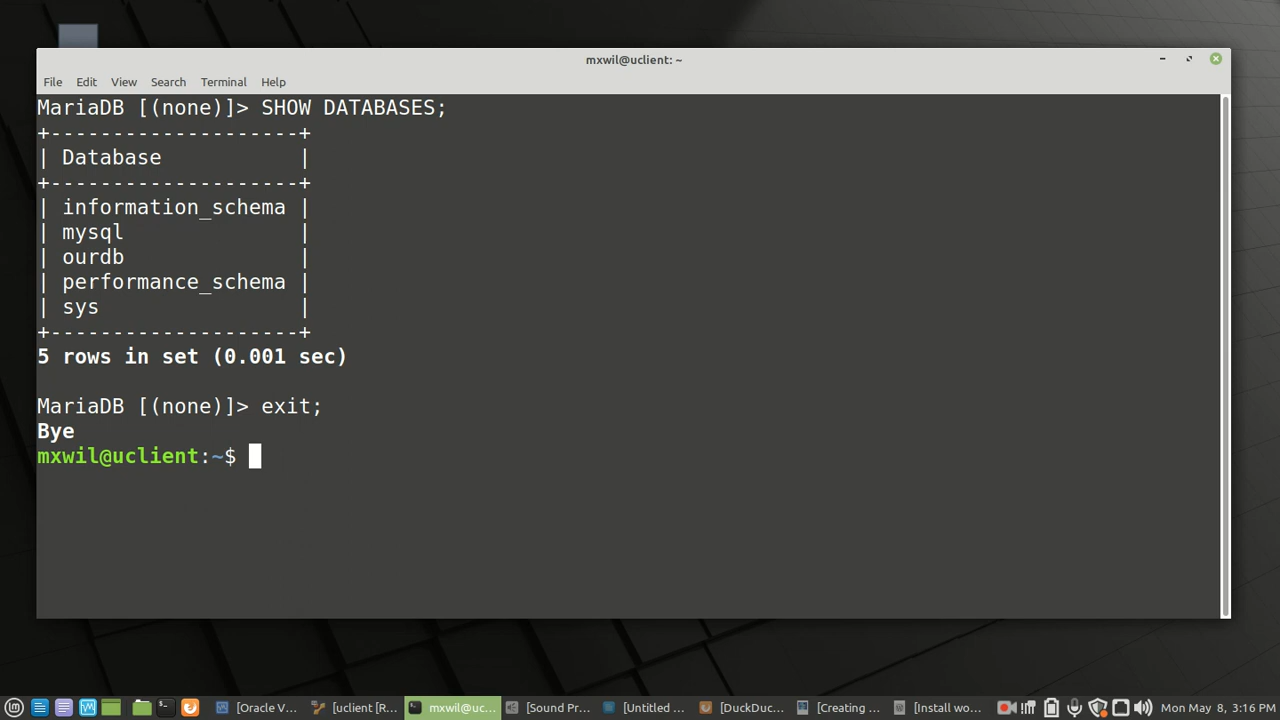 mxwil@uclient: ~
File Edit View Search Terminal Help
MariaDB [(none)]> SHOW DATABASES;
+--------------------+
| Database           |
+--------------------+
| information_schema |
| mysql              |
| ourdb              |
| performance_schema |
| sys                |
+--------------------+
5 rows in set (0.001 sec)
MariaDB [(none)]> exit;
Bye
mxwil@uclient:~$
[Oracle V... [uclient [R... mxwil@uc... [Sound Pr... [Untitled ... [DuckDuc... [Creating ... [Install wo... Mon May 8, 3:16 PM